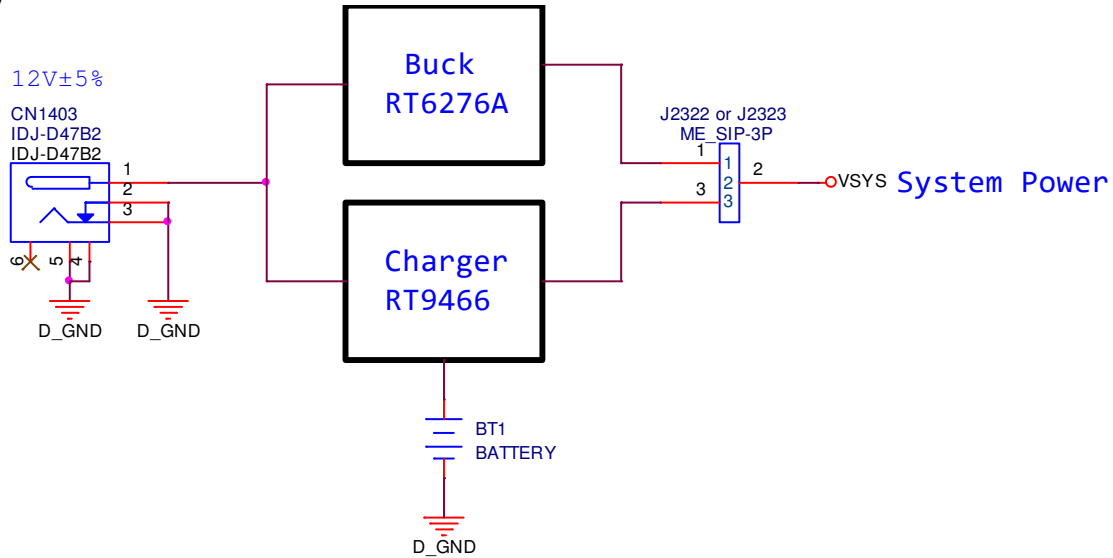 12V±5%
CN1403
IDJ-D47B2
IDJ-D47B2
1
2
3
6
5
4
D_GND
D_GND
Buck
RT6276A
Charger
RT9466
BT1
BATTERY
D_GND
J2322 or J2323
ME_SIP-3P
1
1
2
2
3
3
VSYS
System Power